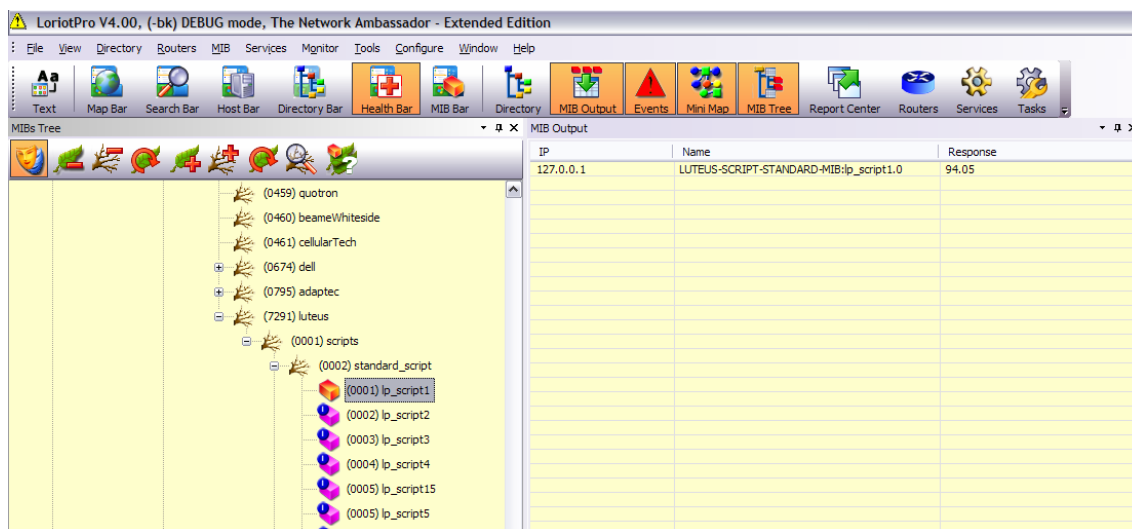 LoriotPro V4.00, (-bk) DEBUG mode, The Network Ambassador - Extended Edition
File View Directory Routers MIB Services Monitor Tools Configure Window Help
Aa
Text Map Bar Search Bar Host Bar Directory Bar Health Bar MIB Bar Directory MIB Output Events Mini Map MIB Tree Report Center Routers Services Tasks
MIBs Tree MIB Output
IP Name Response
127.0.0.1 LUTEUS-SCRIPT-STANDARD-MIB:lp_script1.0 94.05
(0459) quotron
(0460) beameWhiteside
(0461) cellularTech
(0674) dell
(0795) adaptec
(7291) luteus
(0001) scripts
(0002) standard_script
(0001) lp_script1
(0002) lp_script2
(0003) lp_script3
(0004) lp_script4
(0005) lp_script15
(0005) lp_script5